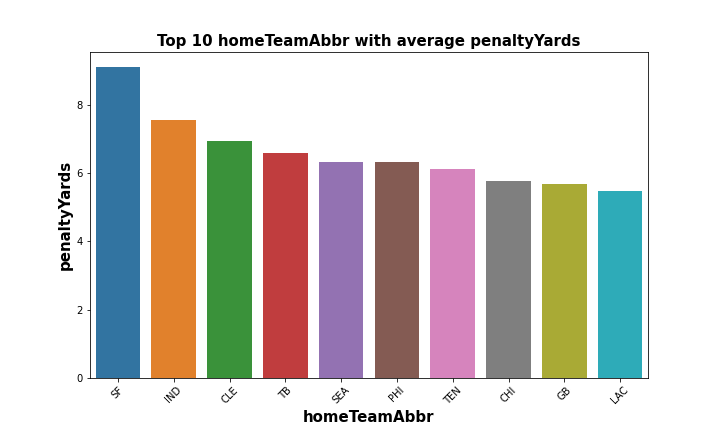 Top 10 homeTeamAbbr with average penaltyYards
penaltyYards
8
6
4
2
0
SF IND CLE TB SEA PHI TEN CHI GB LAC
homeTeamAbbr